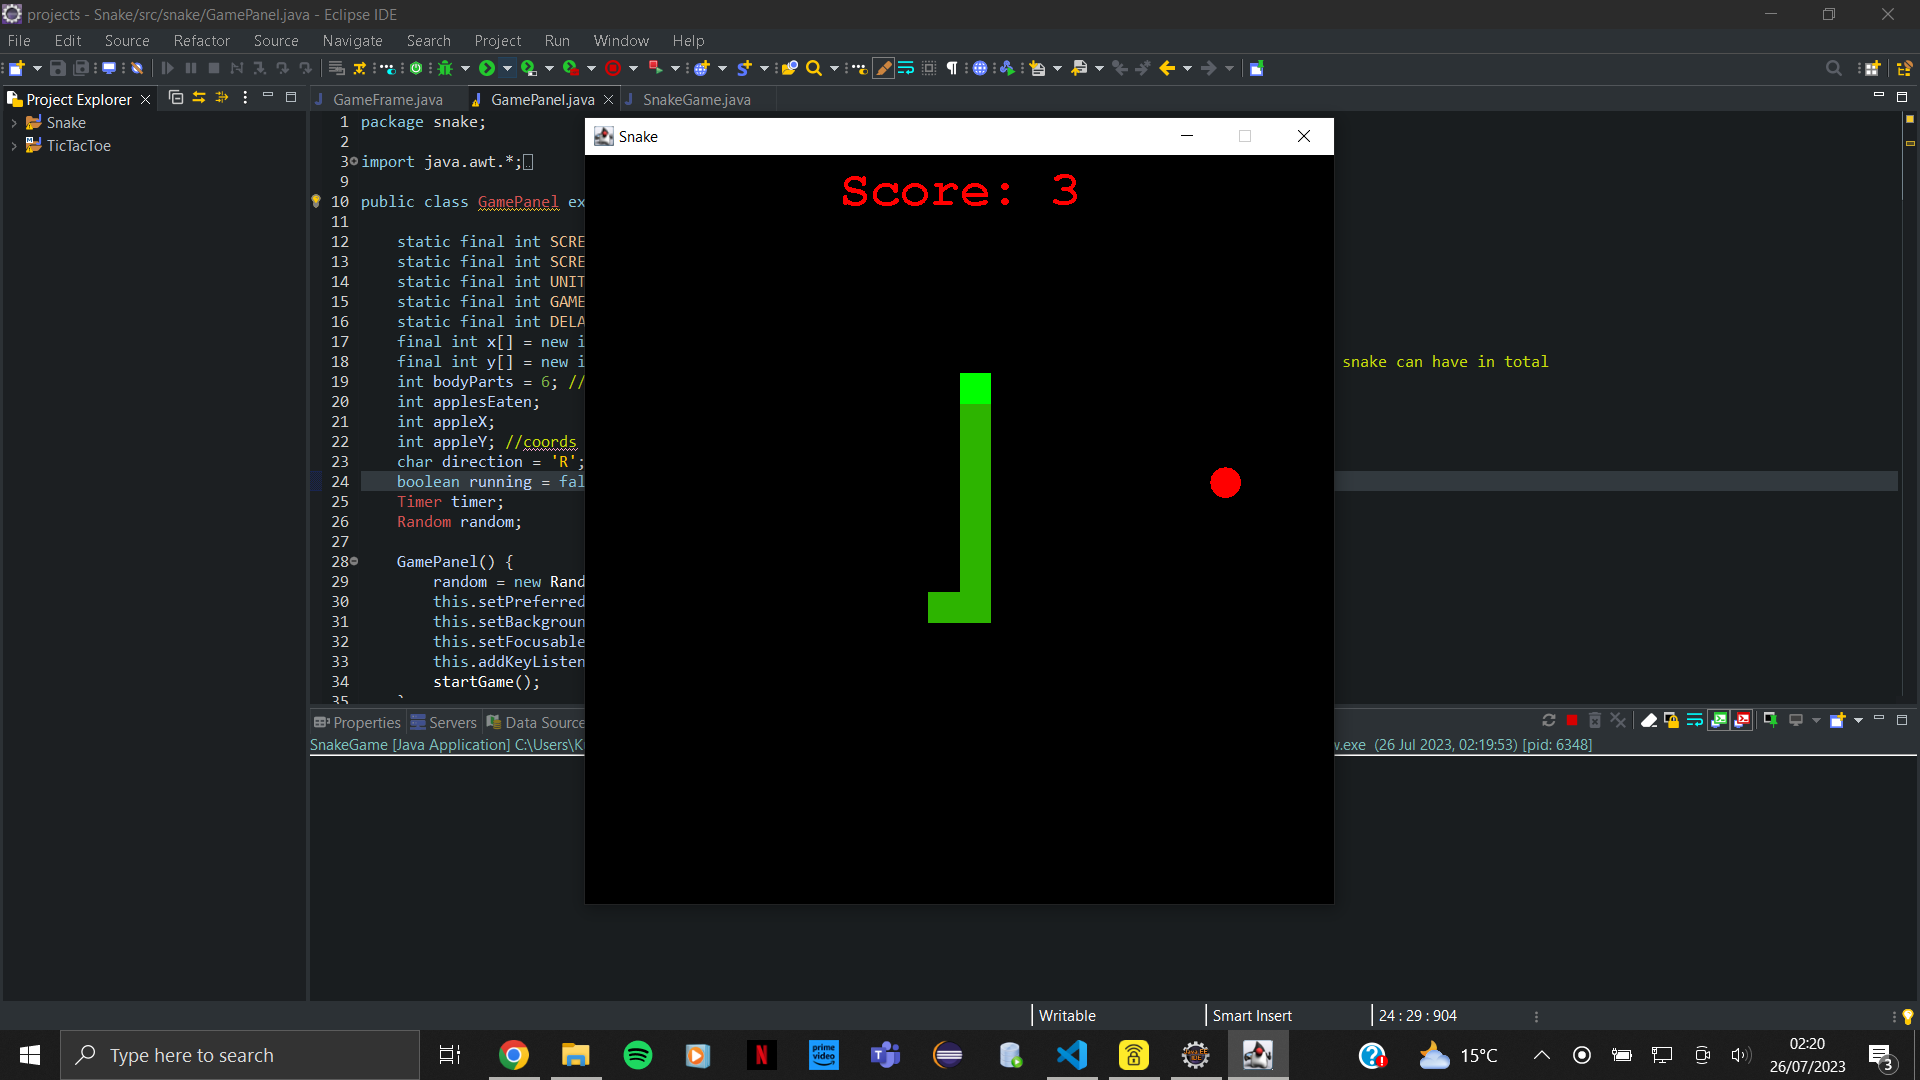 projects - Snake/src/snake/GamePanel.java - Eclipse IDE
File Edit Source Refactor Source Navigate Search Project Run Window Help
Project Explorer
GameFrame.java GamePanel.java SnakeGame.java
Snake
TicTacToe
1 package snake;
2
3 import java.awt.*;
9
10 public class GamePanel ex
11
12 static final int SCRE
13 static final int SCRE
14 static final int UNIT
15 static final int GAME
16 static final int DELA
17 final int x[] = new i
18 final int y[] = new i snake can have in total
19 int bodyParts = 6; //
20 int applesEaten;
21 int appleX;
22 int appleY; //coords
23 char direction = 'R';
24 boolean running = fal
25 Timer timer;
26 Random random;
27
28 GamePanel() {
29 random = new Rand
30 this.setPreferred
31 this.setBackgroun
32 this.setFocusable
33 this.addKeyListen
34 startGame();
35
Snake
Score: 3
Properties Servers Data Source
SnakeGame [Java Application] C:\Users\K w.exe (26 Jul 2023, 02:19:53) [pid: 6348]
Writable Smart Insert 24 : 29 : 904
Type here to search
prime video
15°C
02:20
26/07/2023
3